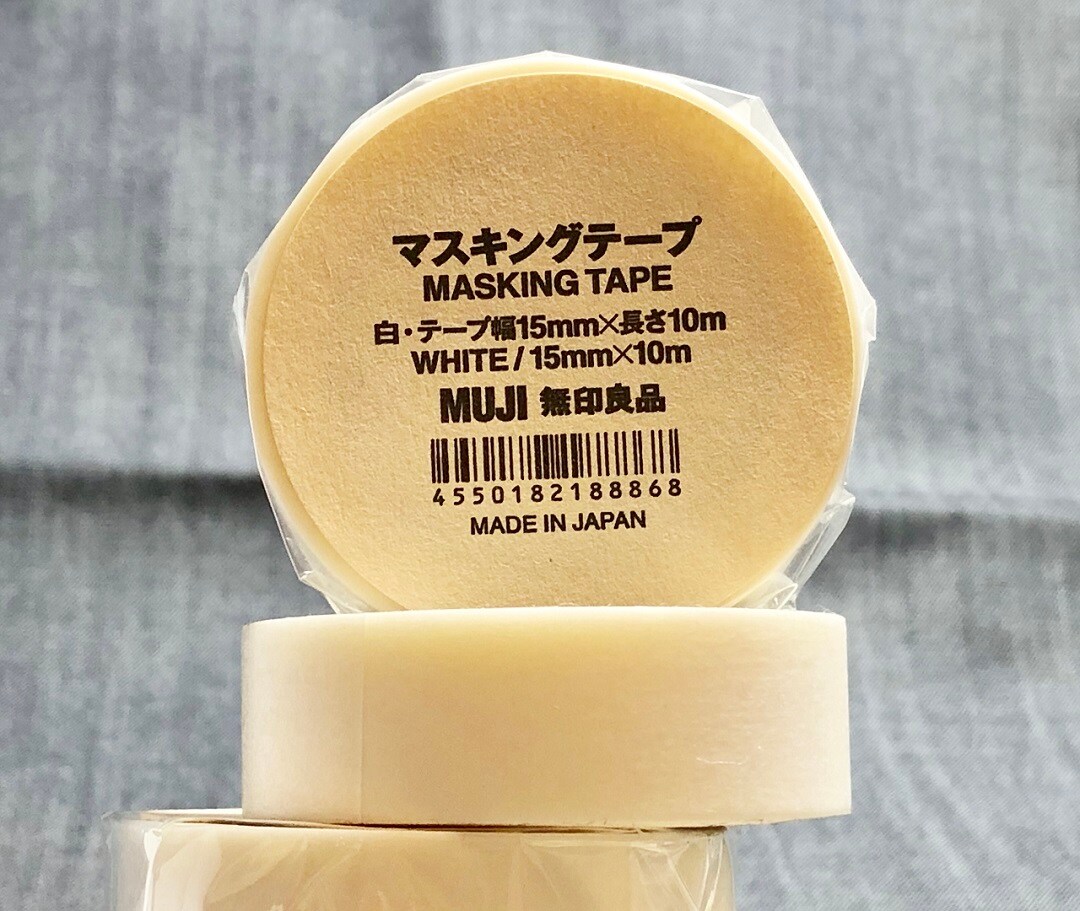 マスキングテープ
MASKING TAPE
白・テープ幅15mm×長さ10m
WHITE / 15mm×10m
MUJI 無印良品
4550182188868
MADE IN JAPAN